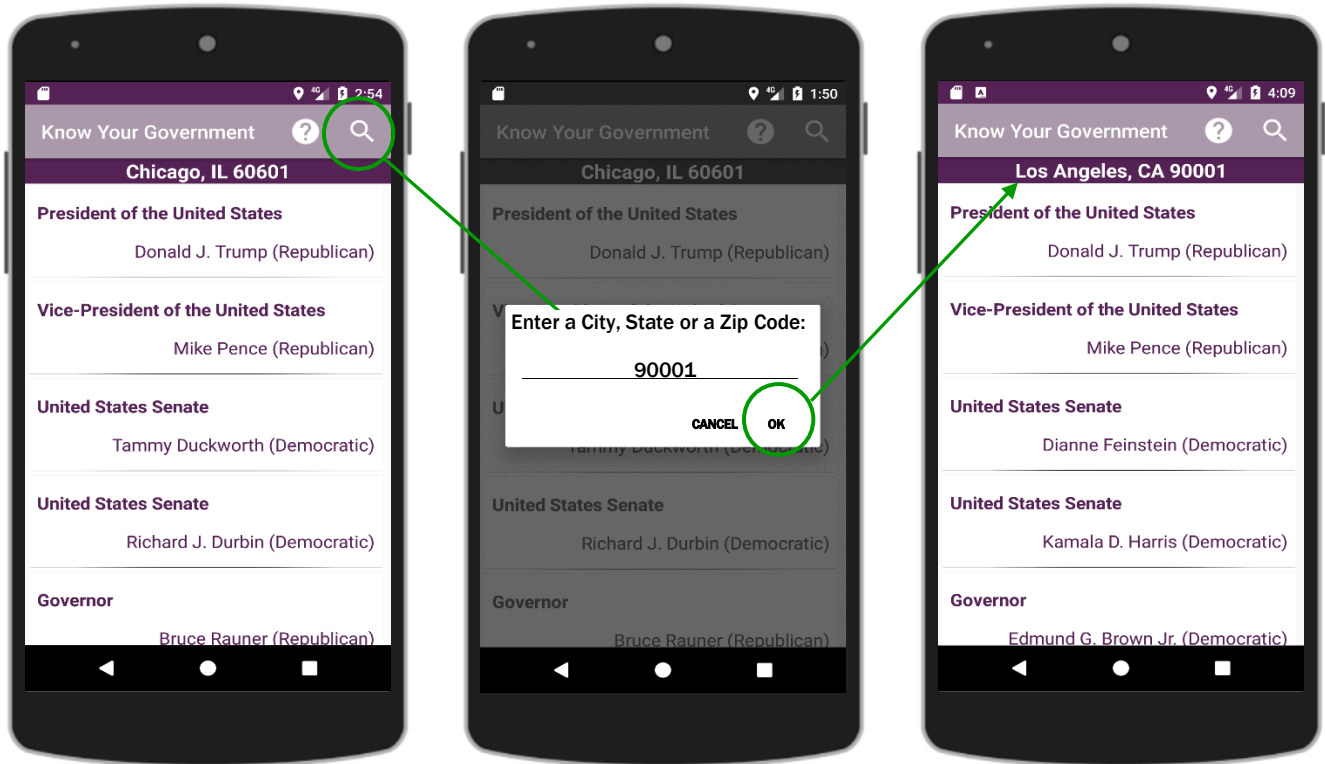 4G 2:54
Know Your Government ?
Chicago, IL 60601
President of the United States
Donald J. Trump (Republican)
Vice-President of the United States
Mike Pence (Republican)
United States Senate
Tammy Duckworth (Democratic)
United States Senate
Richard J. Durbin (Democratic)
Governor
Bruce Rauner (Republican)
4G 1:50
Know Your Government ?
Chicago, IL 60601
President of the United States
Donald J. Trump (Republican)
Enter a City, State or a Zip Code:
90001
CANCEL OK
Tammy Duckworth (Democratic)
United States Senate
Richard J. Durbin (Democratic)
Governor
Bruce Rauner (Republican)
A 4G 4:09
Know Your Government ?
Los Angeles, CA 90001
President of the United States
Donald J. Trump (Republican)
Vice-President of the United States
Mike Pence (Republican)
United States Senate
Dianne Feinstein (Democratic)
United States Senate
Kamala D. Harris (Democratic)
Governor
Edmund G. Brown Jr. (Democratic)